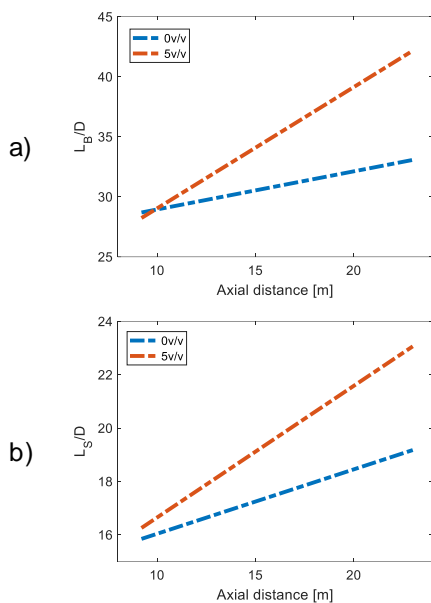 a)
45
40
35
30
25
L_B/D
0v/v
5v/v
10 15 20
Axial distance [m]
b)
24
22
20
18
16
L_S/D
0v/v
5v/v
10 15 20
Axial distance [m]